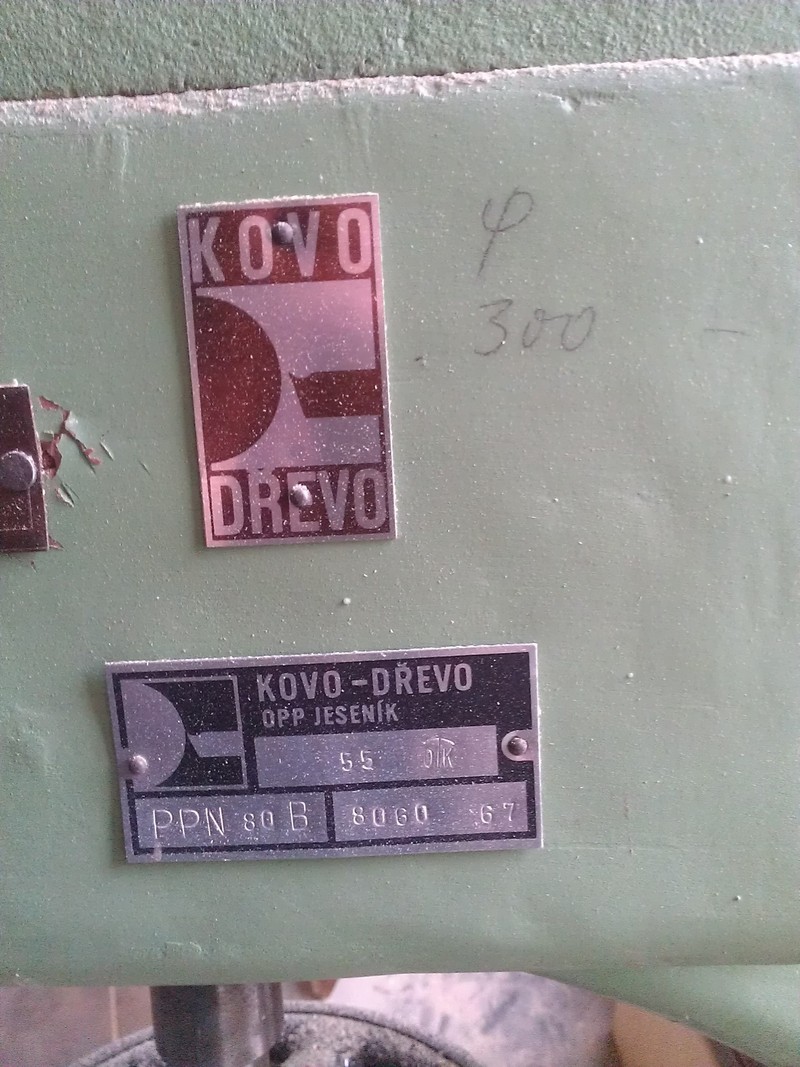 KOVO
DŘEVO
φ
300
KOVO-DŘEVO
OPP JESENÍK
55 OTK
PPN 80 B 8060 67